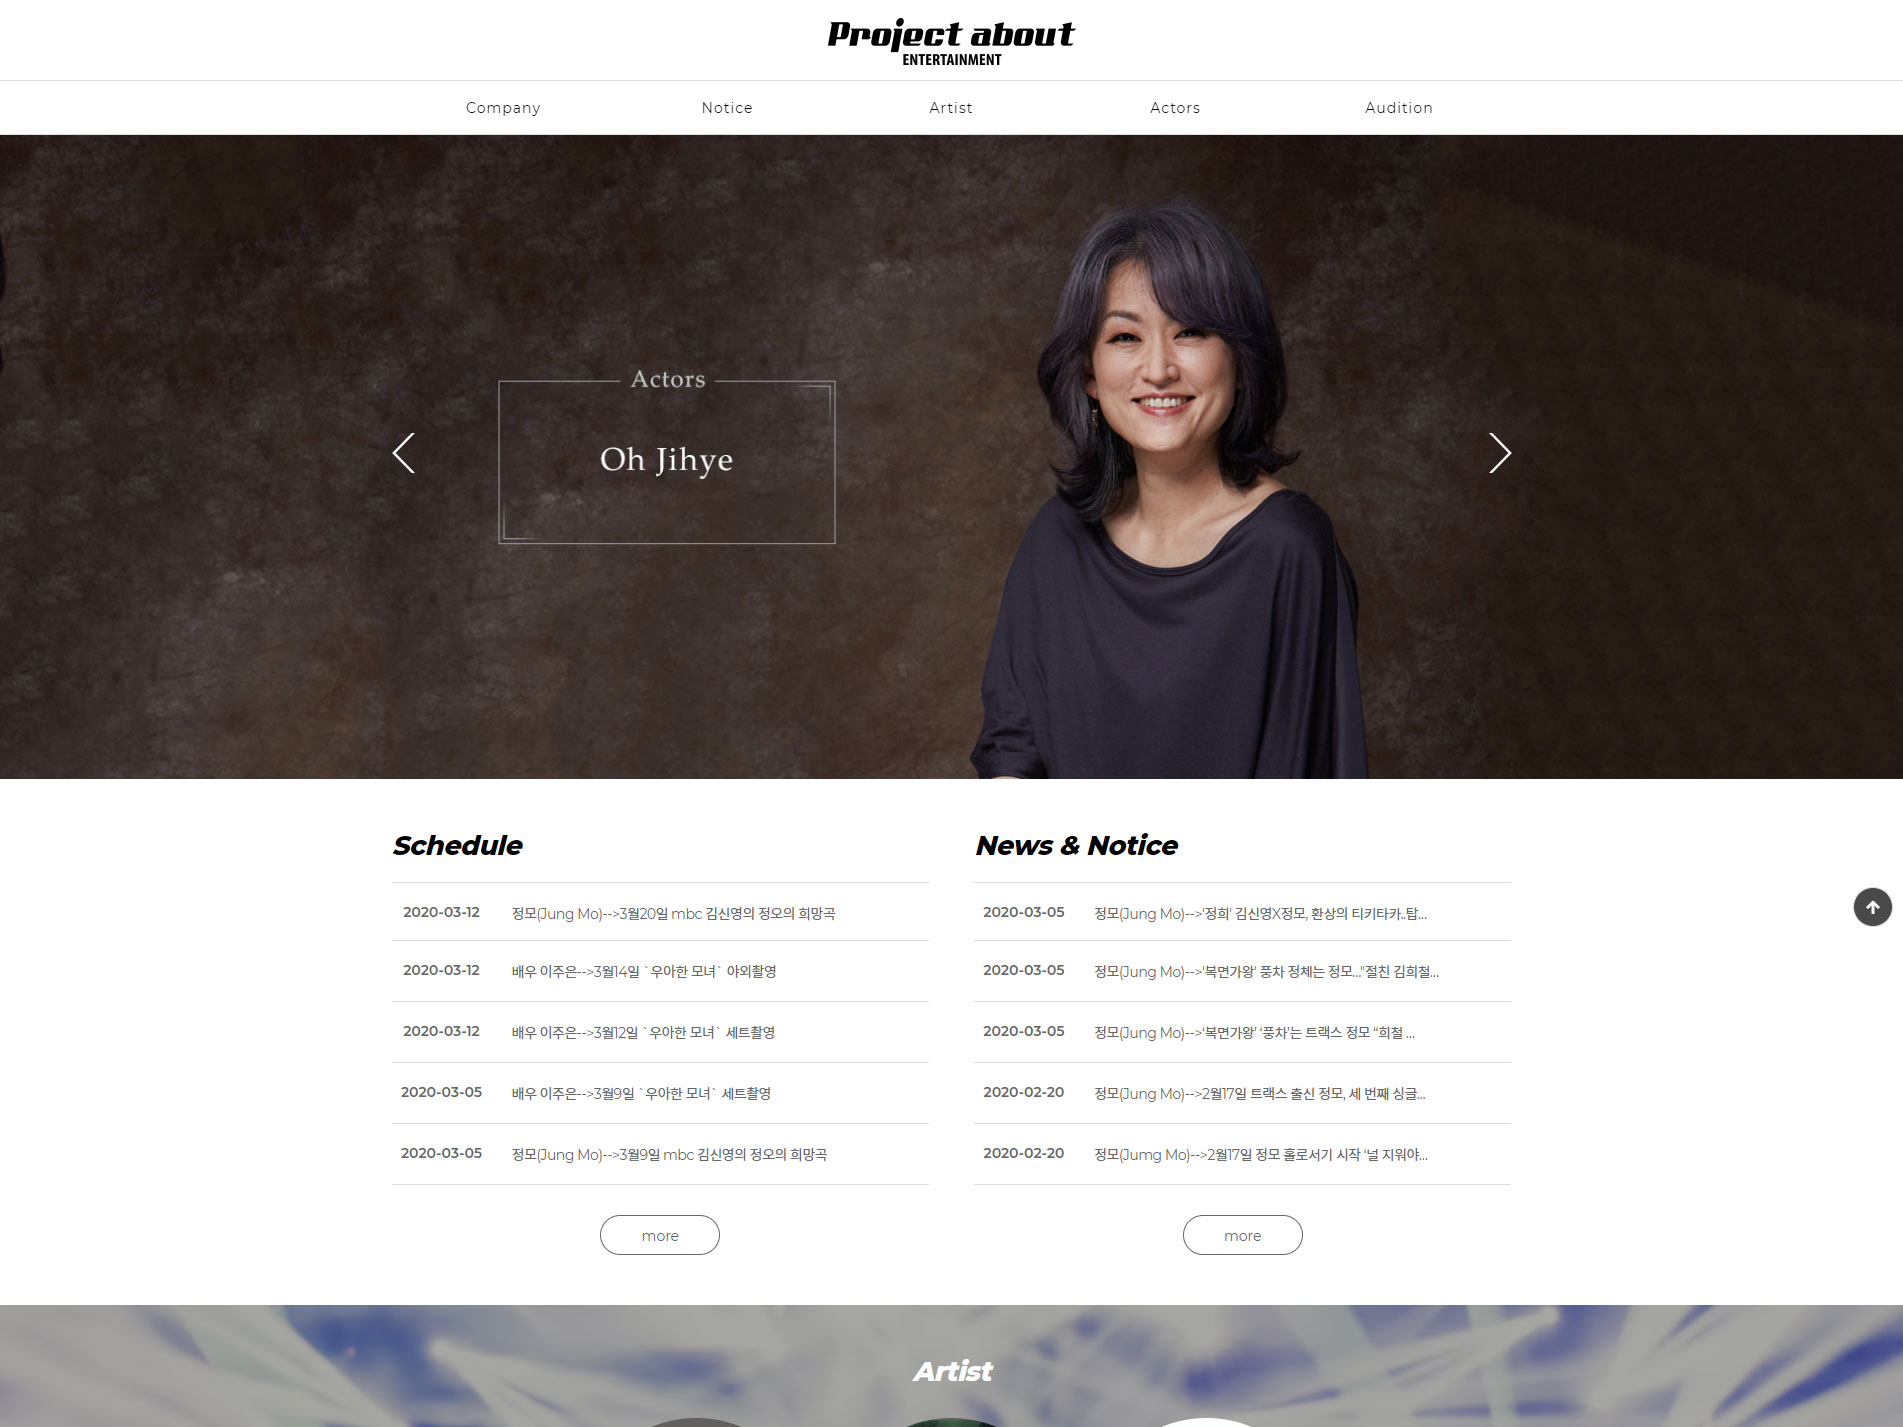 Project about
ENTERTAINMENT
Company Notice Artist Actors Audition
Actors
Oh Jihye
Schedule
2020-03-12 정모(Jung Mo)-->3월20일 mbc 김신영의 정오의 희망곡
2020-03-12 배우 이주은-->3월14일 `우아한 모녀` 야외촬영
2020-03-12 배우 이주은-->3월12일 `우아한 모녀` 세트촬영
2020-03-05 배우 이주은-->3월9일 `우아한 모녀` 세트촬영
2020-03-05 정모(Jung Mo)-->3월9일 mbc 김신영의 정오의 희망곡
more
News & Notice
2020-03-05 정모(Jung Mo)-->'정희' 김신영X정모, 환상의 티키타카..탑...
2020-03-05 정모(Jung Mo)-->'복면가왕' 풍차 정체는 정모…"절친 김희철...
2020-03-05 정모(Jung Mo)-->‘복면가왕’ ‘풍차’는 트랙스 정모 “희철 ...
2020-02-20 정모(Jung Mo)-->2월17일 트랙스 출신 정모, 세 번째 싱글...
2020-02-20 정모(Jumg Mo)-->2월17일 정모 홀로서기 시작 ‘널 지워야...
more
Artist